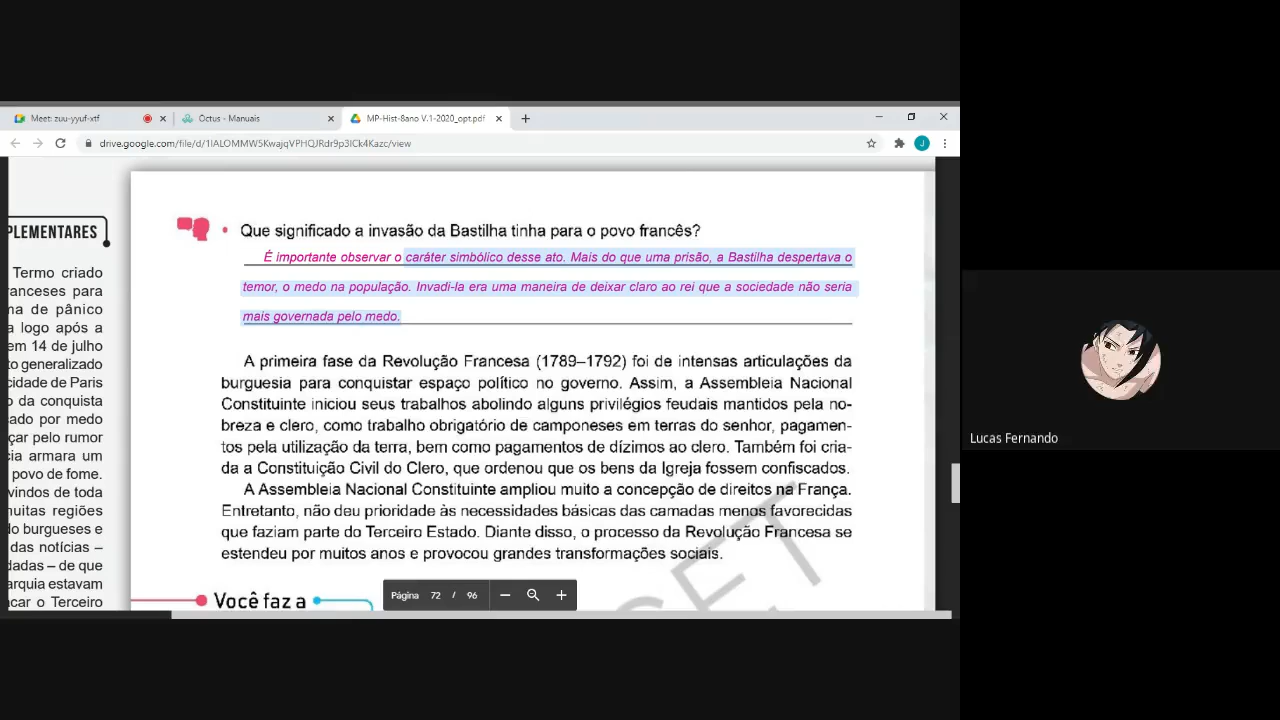 Meet: zuu-yyuf-xtf
Octus - Manuais
MP-Hist-8ano V.1-2020_opt.pdf
drive.google.com/file/d/1IALOMMW5KwajqVPHQJRdr9p3ICk4Kazc/view
J
PLEMENTARES
Termo criado
ranceses para
ma de pânico
a logo após a
em 14 de julho
to generalizado
cidade de Paris
o da conquista
ado por medo
çar pelo rumor
cia armara um
povo de fome.
vindos de toda
nuitas regiões
do burgueses e
das notícias –
dadas – de que
arquia estavam
acar o Terceiro
• Que significado a invasão da Bastilha tinha para o povo francês?
É importante observar o caráter simbólico desse ato. Mais do que uma prisão, a Bastilha despertava o
temor, o medo na população. Invadi-la era uma maneira de deixar claro ao rei que a sociedade não seria
mais governada pelo medo.
A primeira fase da Revolução Francesa (1789–1792) foi de intensas articulações da
burguesia para conquistar espaço político no governo. Assim, a Assembleia Nacional
Constituinte iniciou seus trabalhos abolindo alguns privilégios feudais mantidos pela no-
breza e clero, como trabalho obrigatório de camponeses em terras do senhor, pagamen-
tos pela utilização da terra, bem como pagamentos de dízimos ao clero. Também foi cria-
da a Constituição Civil do Clero, que ordenou que os bens da Igreja fossem confiscados.
A Assembleia Nacional Constituinte ampliou muito a concepção de direitos na França.
Entretanto, não deu prioridade às necessidades básicas das camadas menos favorecidas
que faziam parte do Terceiro Estado. Diante disso, o processo da Revolução Francesa se
estendeu por muitos anos e provocou grandes transformações sociais.
Você faz a
Página 72 / 96
Lucas Fernando